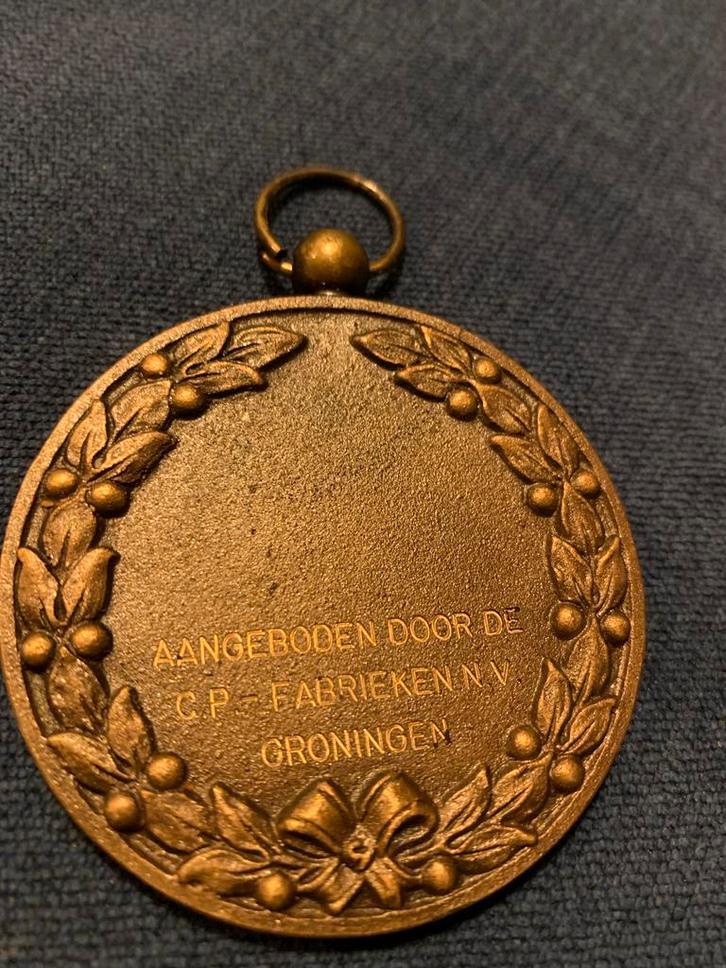 AANGEBODEN DOOR DE
C.P.- FABRIEKEN N.V.
GRONINGEN